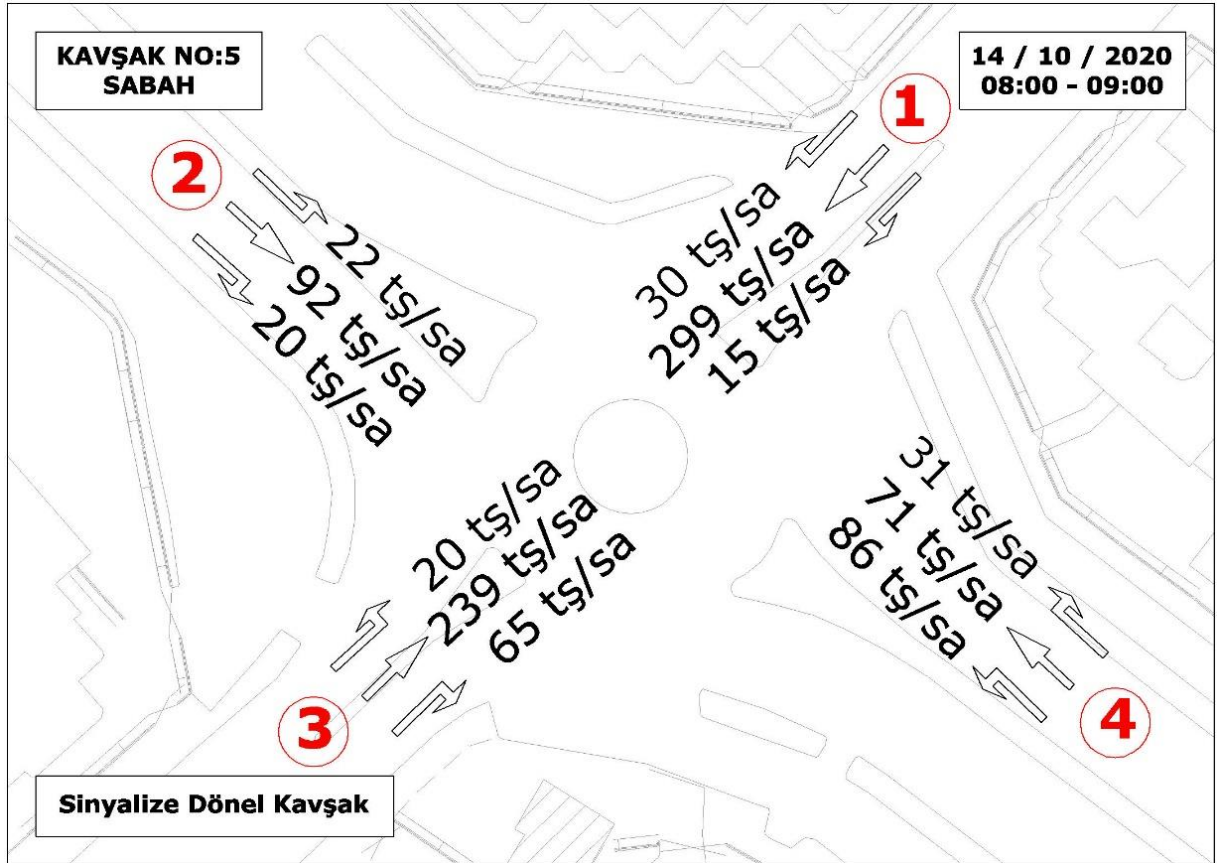 KAVŞAK NO:5
SABAH
14 / 10 / 2020
08:00 - 09:00
1
30 tş/sa
299 tş/sa
15 tş/sa
2
22 tş/sa
92 tş/sa
20 tş/sa
3
20 tş/sa
239 tş/sa
65 tş/sa
4
31 tş/sa
71 tş/sa
86 tş/sa
Sinyalize Dönel Kavşak